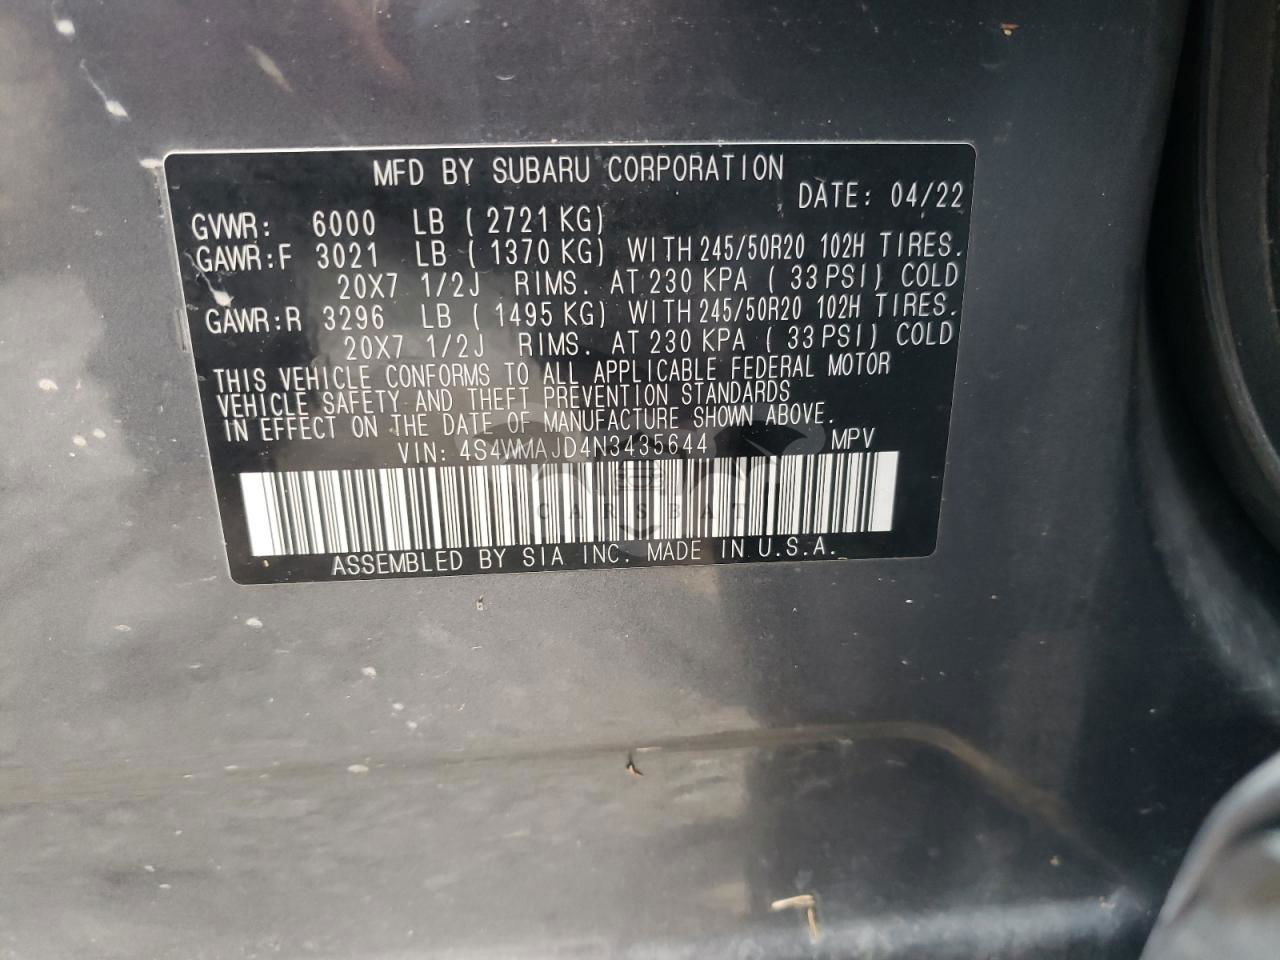 MFD BY SUBARU CORPORATION
DATE: 04/22
GVWR: 6000 LB ( 2721 KG)
GAWR:F 3021 LB ( 1370 KG) WITH 245/50R20 102H TIRES.
20X7 1/2J RIMS. AT 230 KPA ( 33 PSI) COLD
GAWR:R 3296 LB ( 1495 KG) WITH 245/50R20 102H TIRES.
20X7 1/2J RIMS. AT 230 KPA ( 33 PSI) COLD
THIS VEHICLE CONFORMS TO ALL APPLICABLE FEDERAL MOTOR
VEHICLE SAFETY AND THEFT PREVENTION STANDARDS
IN EFFECT ON THE DATE OF MANUFACTURE SHOWN ABOVE.
VIN: 4S4WMAJD4N3435644 MPV
CARSBAD
ASSEMBLED BY SIA INC. MADE IN U.S.A.